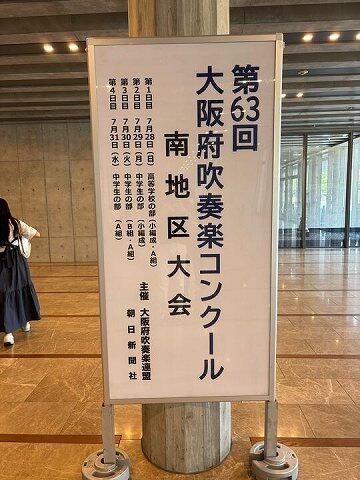 第63回
大阪府吹奏楽コンクール
南地区大会
第1日目 7月28日(日) 高等学校の部(小編成・A組)
第2日目 7月29日(月) 中学生の部(小編成)
第3日目 7月30日(火) 中学生の部(B組・A組)
第4日目 7月31日(水) 中学生の部(A組)
主催 大阪府吹奏楽連盟
朝日新聞社